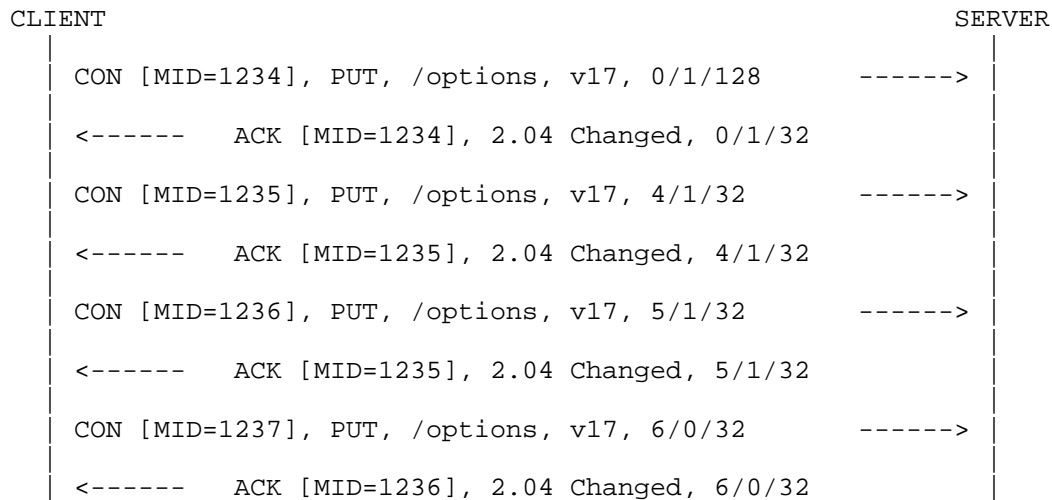 CLIENT SERVER
CON [MID=1234], PUT, /options, v17, 0/1/128 ------>
<------ ACK [MID=1234], 2.04 Changed, 0/1/32
CON [MID=1235], PUT, /options, v17, 4/1/32 ------>
<------ ACK [MID=1235], 2.04 Changed, 4/1/32
CON [MID=1236], PUT, /options, v17, 5/1/32 ------>
<------ ACK [MID=1235], 2.04 Changed, 5/1/32
CON [MID=1237], PUT, /options, v17, 6/0/32 ------>
<------ ACK [MID=1236], 2.04 Changed, 6/0/32